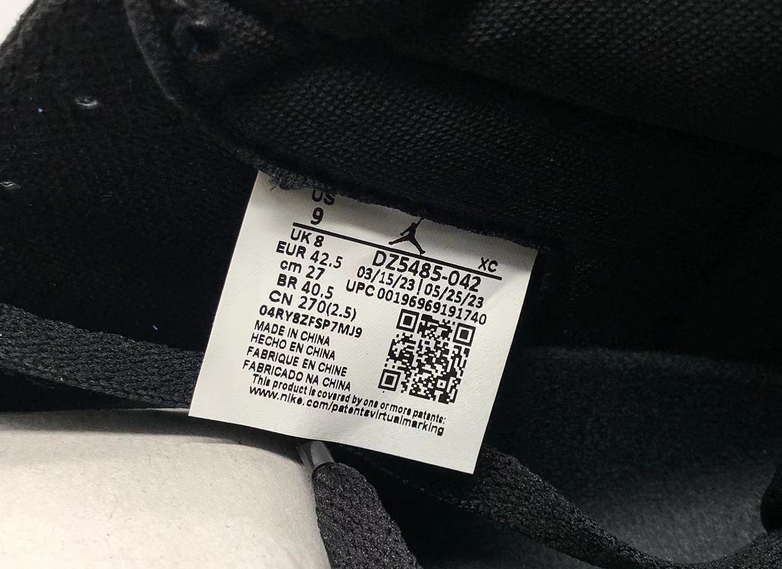 US
9
UK 8
EUR 42.5
cm 27
BR 40.5
CN 270(2.5)
XC
DZ5485-042
03/15/23 | 05/25/23
UPC 00196969191740
04RY8ZFSP7MJ9
MADE IN CHINA
HECHO EN CHINA
FABRIQUE EN CHINE
FABRICADO NA CHINA
This product is covered by one or more patents:
www.nike.com/patentsvirtualmarking